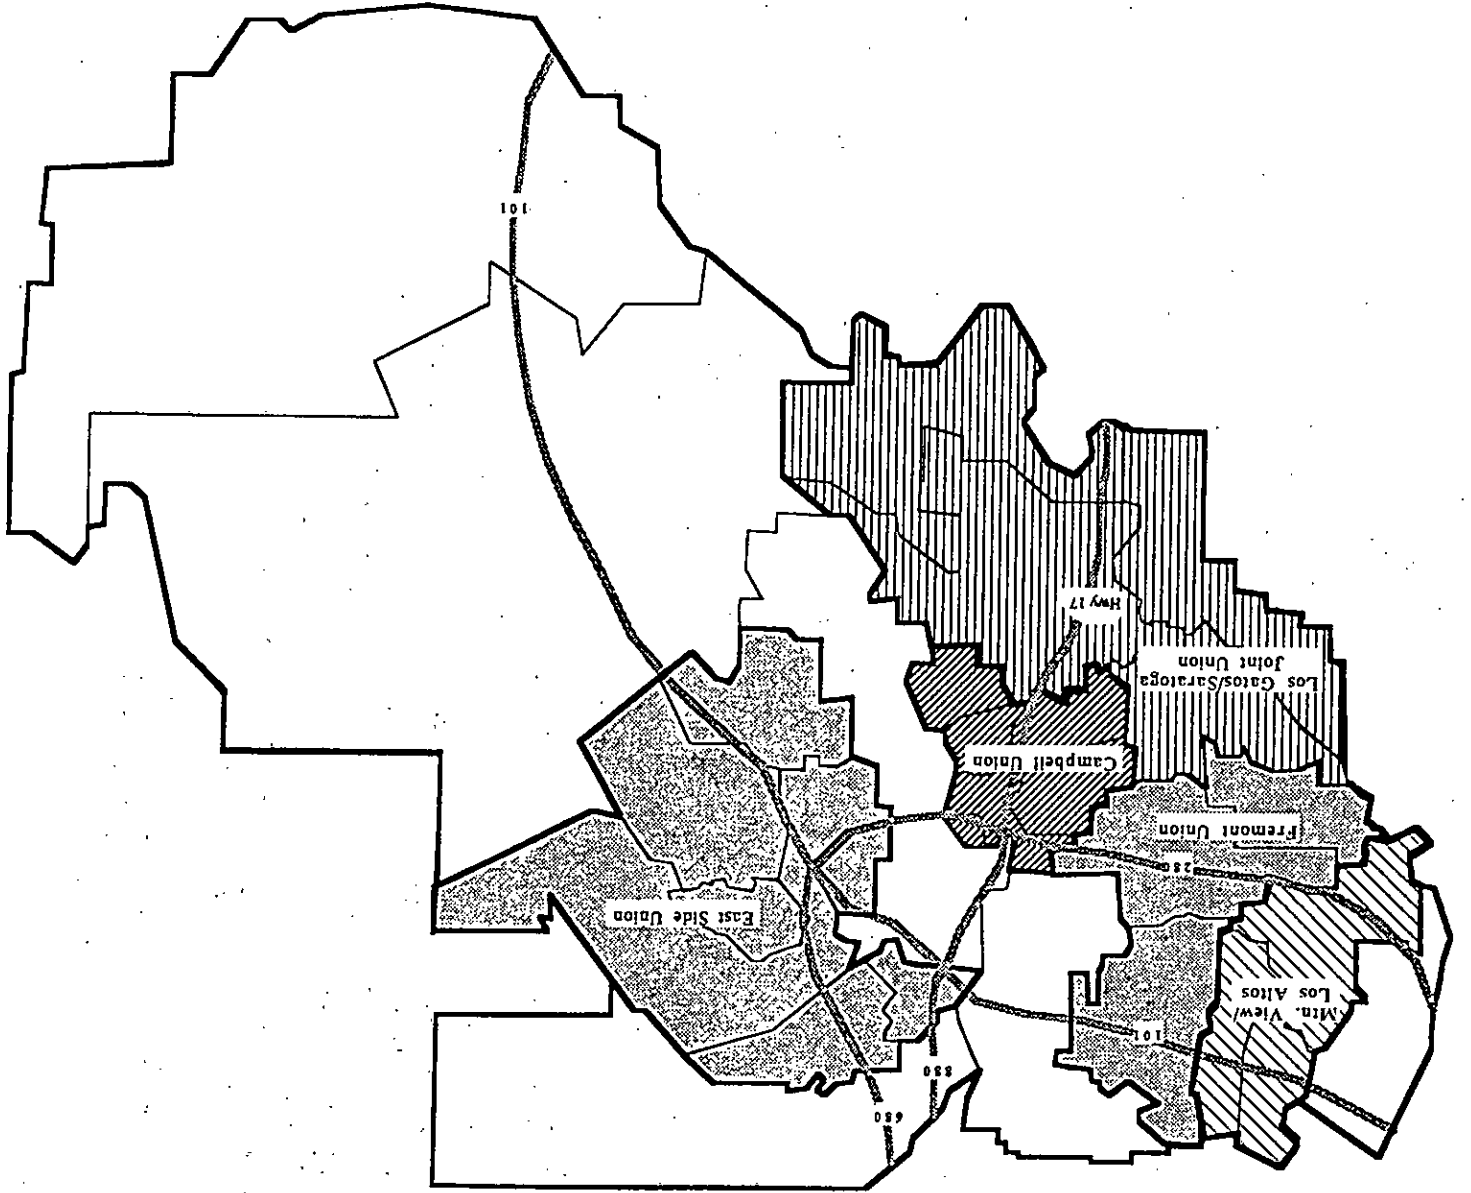 680
880
101
Mtn. View/
Los Altos
East Side Union
280
Fremont Union
Campbell Union
Los Gatos/Saratoga
Joint Union
Hwy 17
101